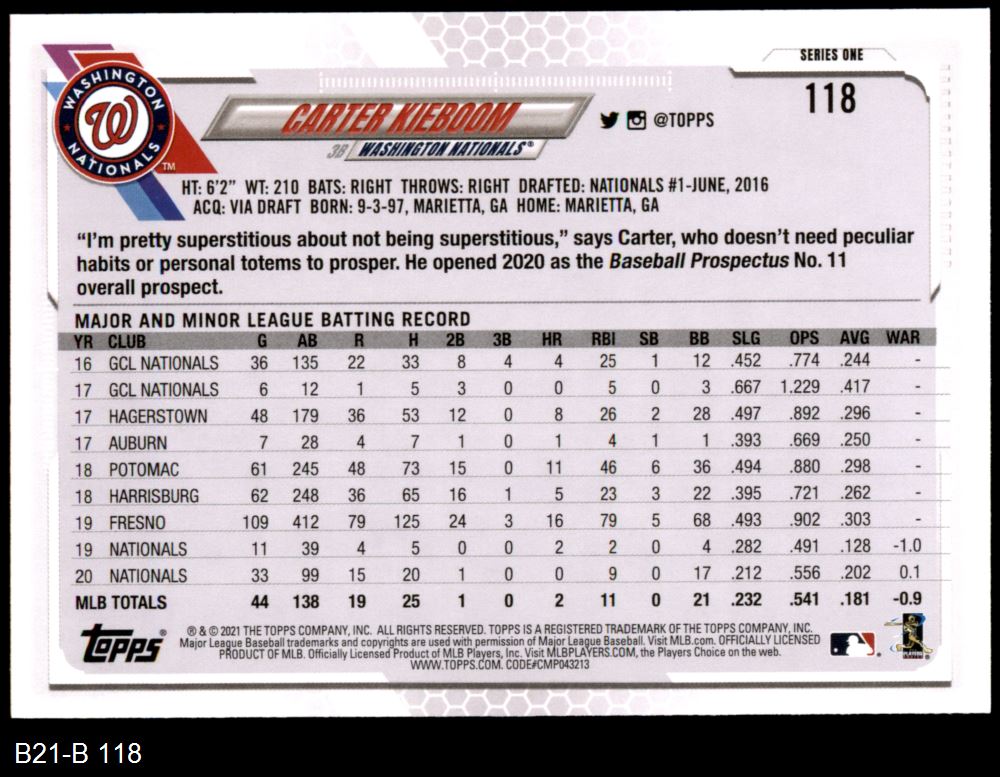 SERIES ONE
118
WASHINGTON NATIONALS
W
TM
CARTER KIEBOOM
@TOPPS
3B WASHINGTON NATIONALS®
HT: 6'2" WT: 210 BATS: RIGHT THROWS: RIGHT DRAFTED: NATIONALS #1-JUNE, 2016
ACQ: VIA DRAFT BORN: 9-3-97, MARIETTA, GA HOME: MARIETTA, GA
“I’m pretty superstitious about not being superstitious,” says Carter, who doesn’t need peculiar
habits or personal totems to prosper. He opened 2020 as the Baseball Prospectus No. 11
overall prospect.
MAJOR AND MINOR LEAGUE BATTING RECORD
YR CLUB G AB R H 2B 3B HR RBI SB BB SLG OPS AVG WAR
16 GCL NATIONALS 36 135 22 33 8 4 4 25 1 12 .452 .774 .244 -
17 GCL NATIONALS 6 12 1 5 3 0 0 5 0 3 .667 1.229 .417 -
17 HAGERSTOWN 48 179 36 53 12 0 8 26 2 28 .497 .892 .296 -
17 AUBURN 7 28 4 7 1 0 1 4 1 1 .393 .669 .250 -
18 POTOMAC 61 245 48 73 15 0 11 46 6 36 .494 .880 .298 -
18 HARRISBURG 62 248 36 65 16 1 5 23 3 22 .395 .721 .262 -
19 FRESNO 109 412 79 125 24 3 16 79 5 68 .493 .902 .303 -
19 NATIONALS 11 39 4 5 0 0 2 2 0 4 .282 .491 .128 -1.0
20 NATIONALS 33 99 15 20 1 0 0 9 0 17 .212 .556 .202 0.1
MLB TOTALS 44 138 19 25 1 0 2 11 0 21 .232 .541 .181 -0.9
TOPPS®
® & © 2021 THE TOPPS COMPANY, INC. ALL RIGHTS RESERVED. TOPPS IS A REGISTERED TRADEMARK OF THE TOPPS COMPANY, INC.
Major League Baseball trademarks and copyrights are used with permission of Major League Baseball. Visit MLB.com. OFFICIALLY LICENSED
PRODUCT OF MLB. Officially Licensed Product of MLB Players, Inc. Visit MLBPLAYERS.COM, the Players Choice on the web.
WWW.TOPPS.COM. CODE#CMP043213
B21-B 118